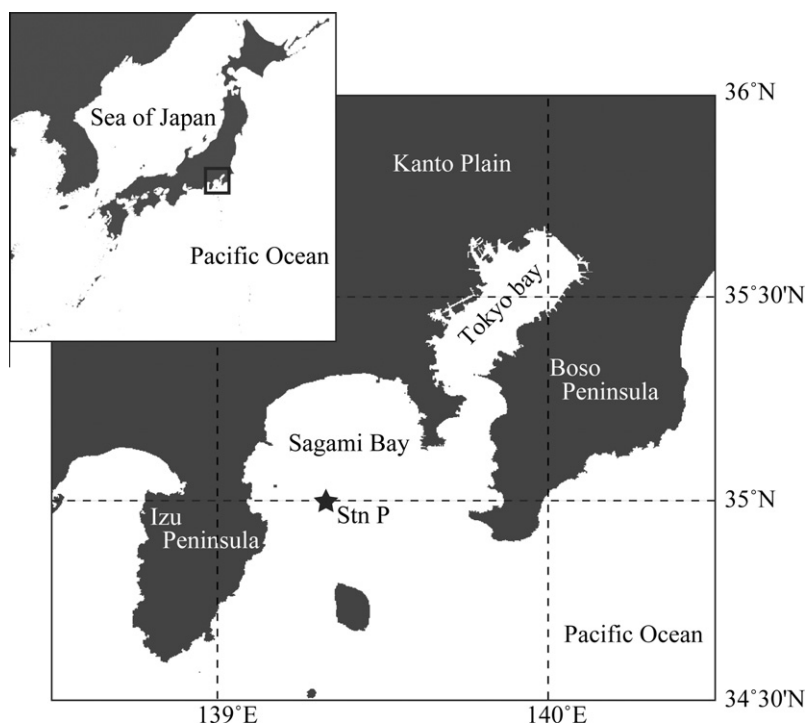 Sea of Japan
Pacific Ocean
36˚N
Kanto Plain
Tokyo bay
35˚30'N
Boso
Peninsula
Sagami Bay
35˚N
Stn P
Izu
Peninsula
Pacific Ocean
34˚30'N
139˚E
140˚E